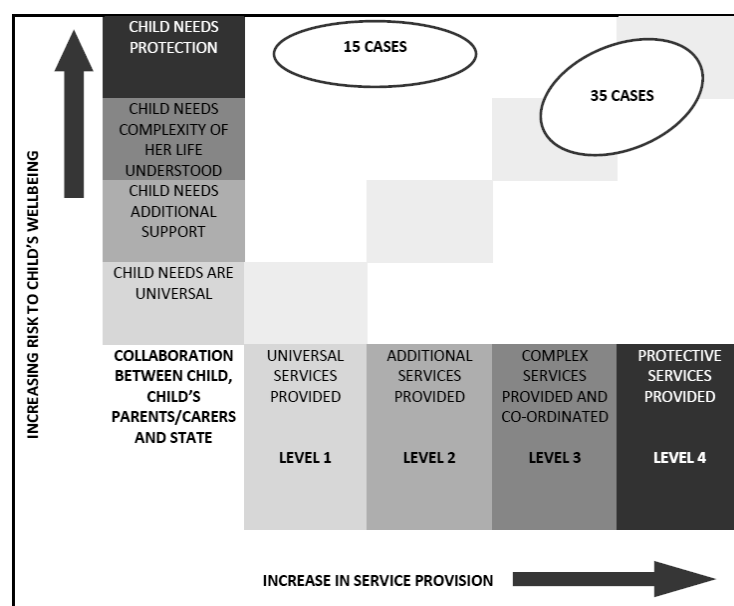 CHILD NEEDS
PROTECTION
15 CASES
35 CASES
CHILD NEEDS
COMPLEXITY OF
HER LIFE
UNDERSTOOD
CHILD NEEDS
ADDITIONAL
SUPPORT
CHILD NEEDS ARE
UNIVERSAL
INCREASING RISK TO CHILD'S WELLBEING
COLLABORATION
BETWEEN CHILD,
CHILD'S
PARENTS/CARERS
AND STATE
UNIVERSAL
SERVICES
PROVIDED
LEVEL 1
ADDITIONAL
SERVICES
PROVIDED
LEVEL 2
COMPLEX
SERVICES
PROVIDED AND
CO-ORDINATED
LEVEL 3
PROTECTIVE
SERVICES
PROVIDED
LEVEL 4
INCREASE IN SERVICE PROVISION